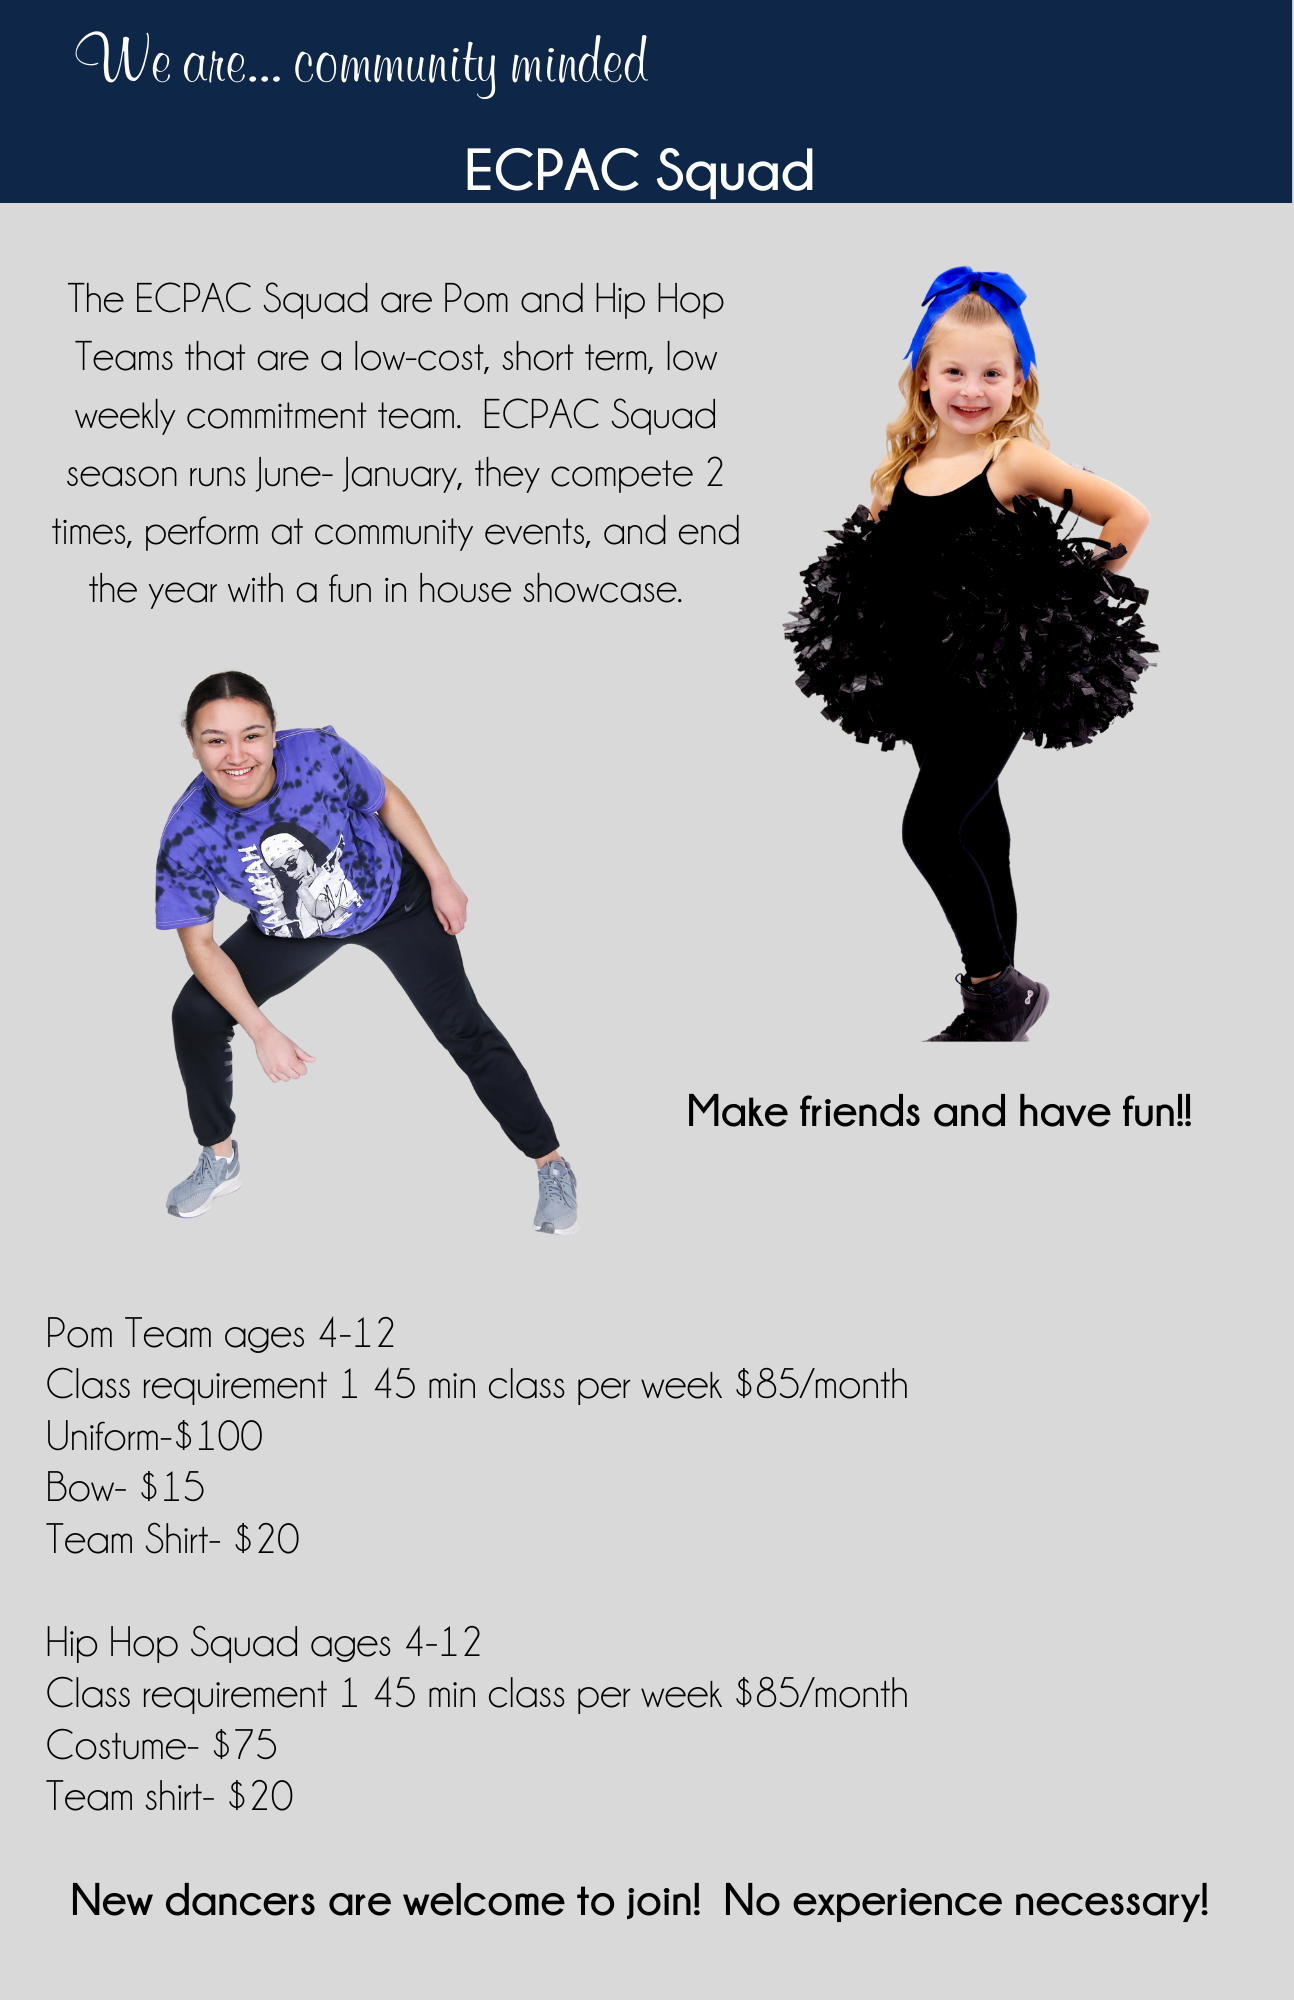 We are... community minded
ECPAC Squad
The ECPAC Squad are Pom and Hip Hop
Teams that are a low-cost, short term, low
weekly commitment team.  ECPAC Squad
season runs June- January, they compete 2
times, perform at community events, and end
the year with a fun in house showcase.
Make friends and have fun!!
Pom Team ages 4-12
Class requirement 1 45 min class per week $85/month
Uniform-$100
Bow- $15
Team Shirt- $20
Hip Hop Squad ages 4-12
Class requirement 1 45 min class per week $85/month
Costume- $75
Team shirt- $20
New dancers are welcome to join!  No experience necessary!